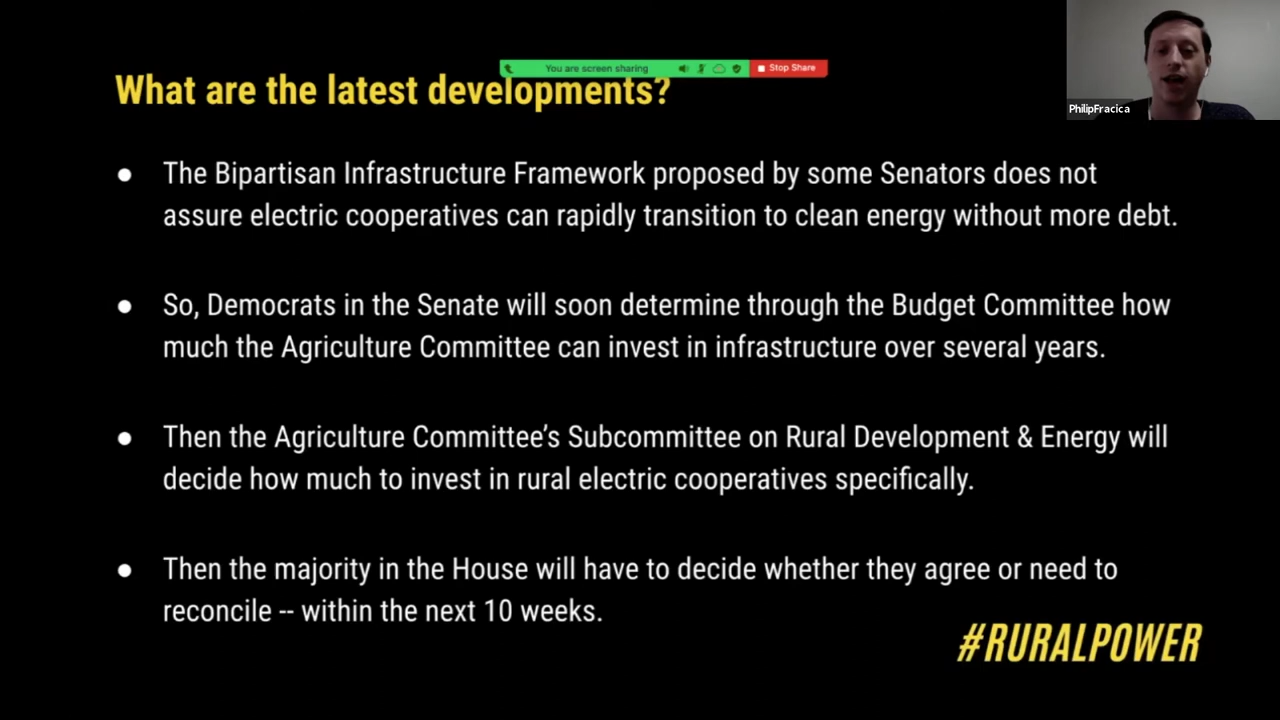 You are screen sharing
Stop Share
What are the latest developments?
PhilipFracica
● The Bipartisan Infrastructure Framework proposed by some Senators does not
assure electric cooperatives can rapidly transition to clean energy without more debt.
● So, Democrats in the Senate will soon determine through the Budget Committee how
much the Agriculture Committee can invest in infrastructure over several years.
● Then the Agriculture Committee’s Subcommittee on Rural Development & Energy will
decide how much to invest in rural electric cooperatives specifically.
● Then the majority in the House will have to decide whether they agree or need to
reconcile -- within the next 10 weeks.
#RURALPOWER